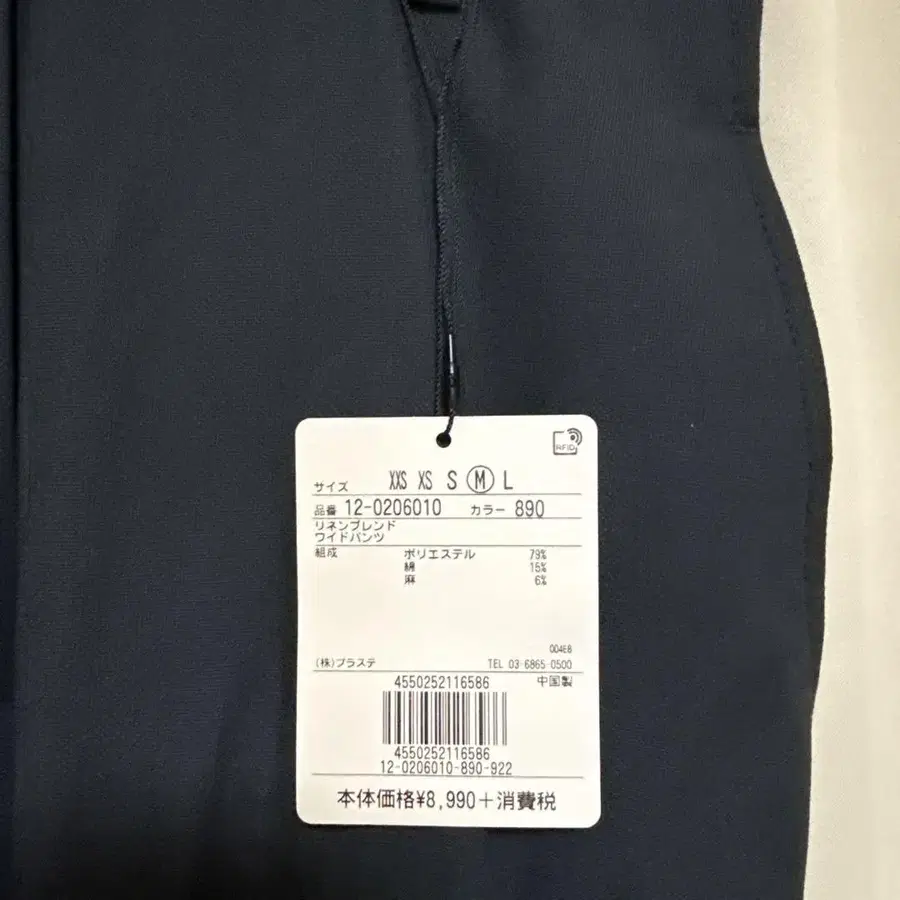 RFID
サイズ XXS XS S M L
品番 12-0206010 カラー 890
リネンブレンド
ワイドパンツ
組成 ポリエステル 79%
綿 15%
麻 6%
004E8
(株)プラステ TEL 03-6865-0500
4550252116586 中国製
4550252116586
12-0206010-890-922
本体価格¥8,990+消費税